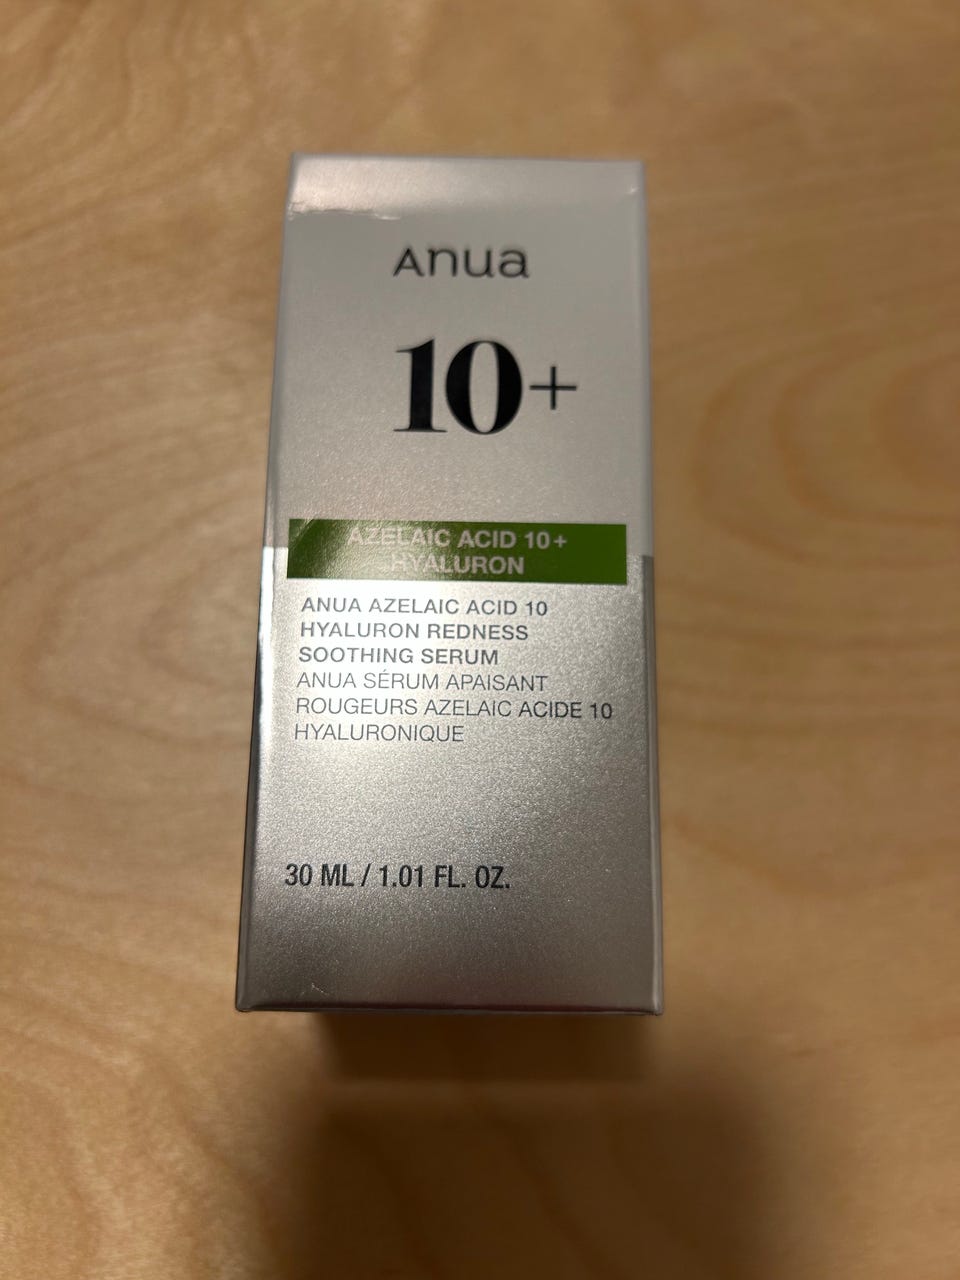 Anua
10+
AZELAIC ACID 10+
HYALURON
ANUA AZELAIC ACID 10
HYALURON REDNESS
SOOTHING SERUM
ANUA SÉRUM APAISANT
ROUGEURS AZELAIC ACIDE 10
HYALURONIQUE
30 ML / 1.01 FL. OZ.